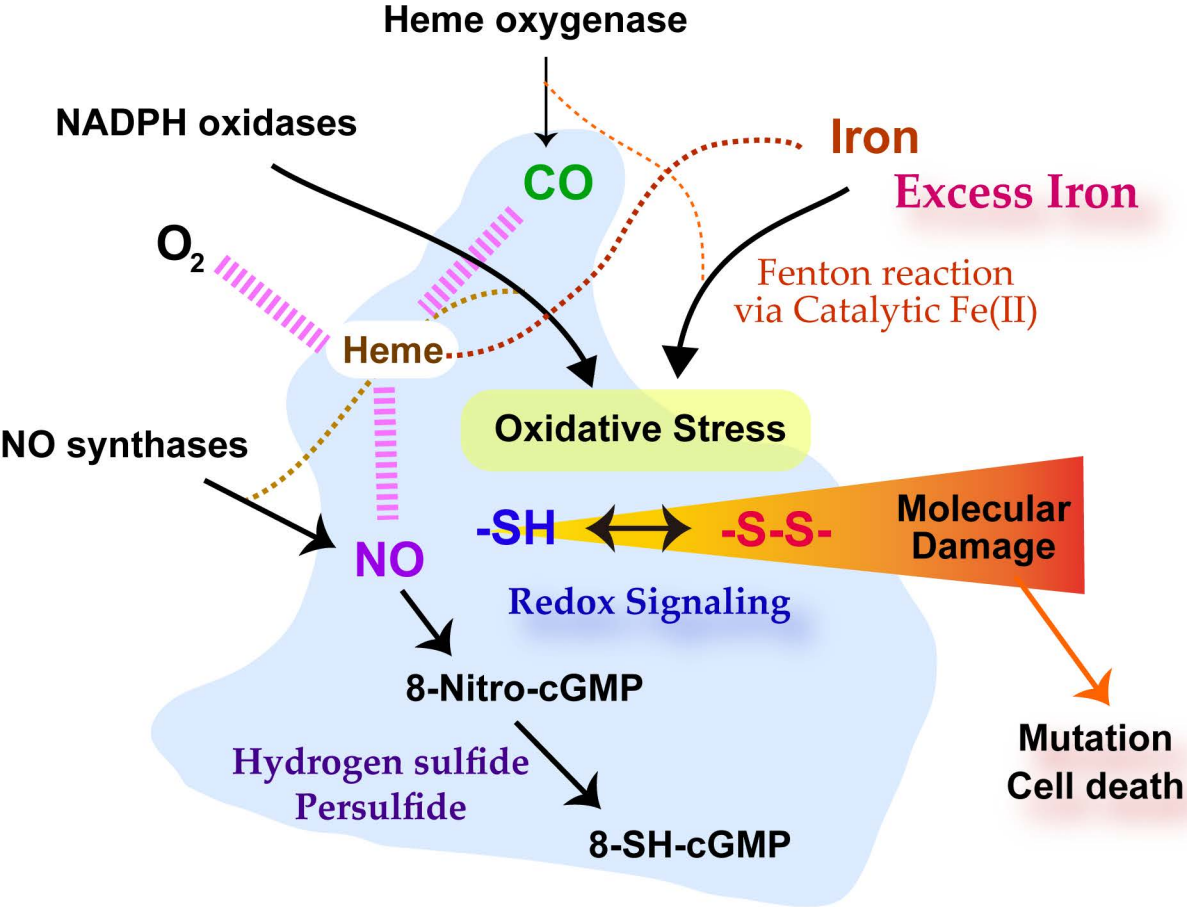 Heme oxygenase
NADPH oxidases
Iron
Excess Iron
CO
O2
Fenton reaction
via Catalytic Fe(II)
Heme
Oxidative Stress
NO synthases
-SH
-S-S-
Molecular
Damage
NO
Redox Signaling
8-Nitro-cGMP
Mutation
Cell death
Hydrogen sulfide
Persulfide
8-SH-cGMP